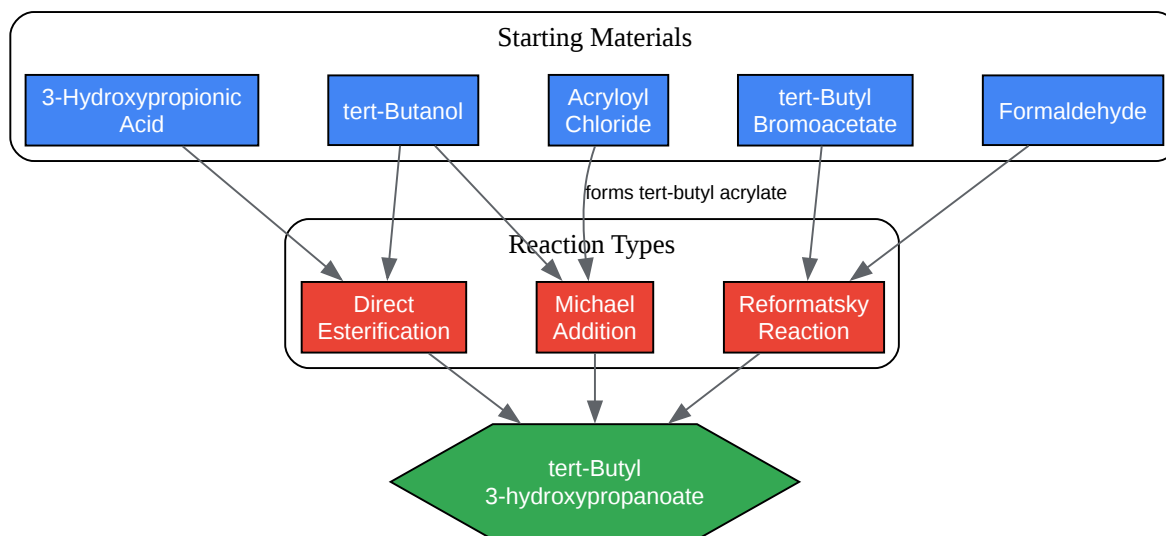 Starting Materials
3-Hydroxypropionic
Acid
tert-Butanol
Acryloyl
Chloride
tert-Butyl
Bromoacetate
Formaldehyde
forms tert-butyl acrylate
Reaction Types
Direct
Esterification
Michael
Addition
Reformatsky
Reaction
tert-Butyl
3-hydroxypropanoate